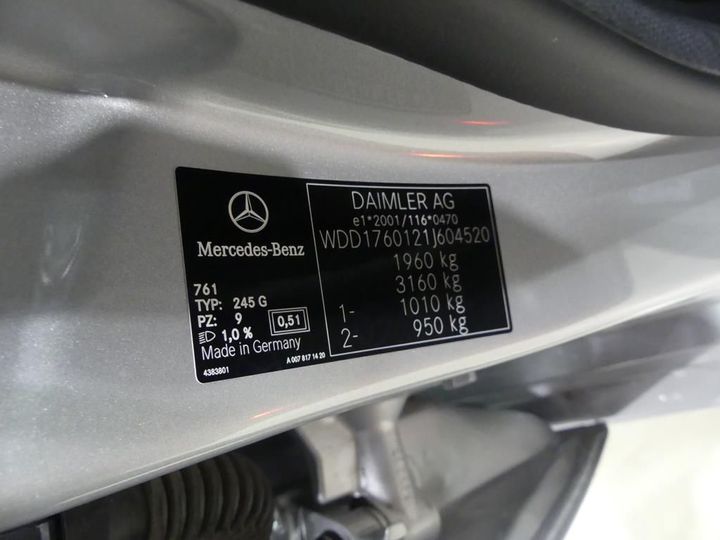 Mercedes-Benz
761
TYP: 245 G
PZ: 9
0,51
1,0 %
Made in Germany
4383801
A 007 817 14 20
DAIMLER AG
e1*2001/116*0470
WDD1760121J604520
1960 kg
3160 kg
1- 1010 kg
2- 950 kg